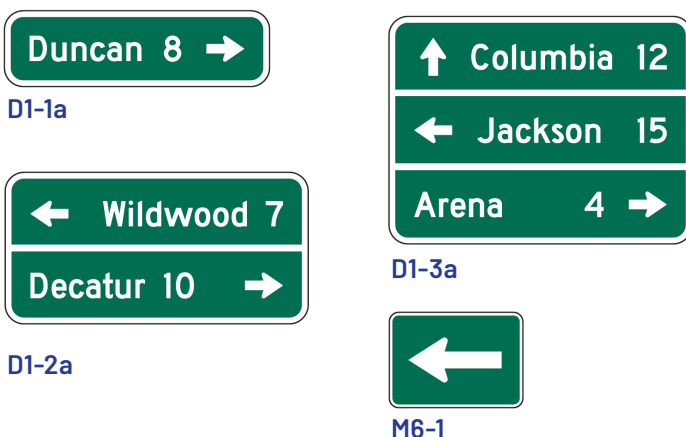 Duncan 8 →
D1-1a
← Wildwood 7
Decatur 10 →
D1-2a
↑ Columbia 12
← Jackson 15
Arena 4 →
D1-3a
←
M6-1